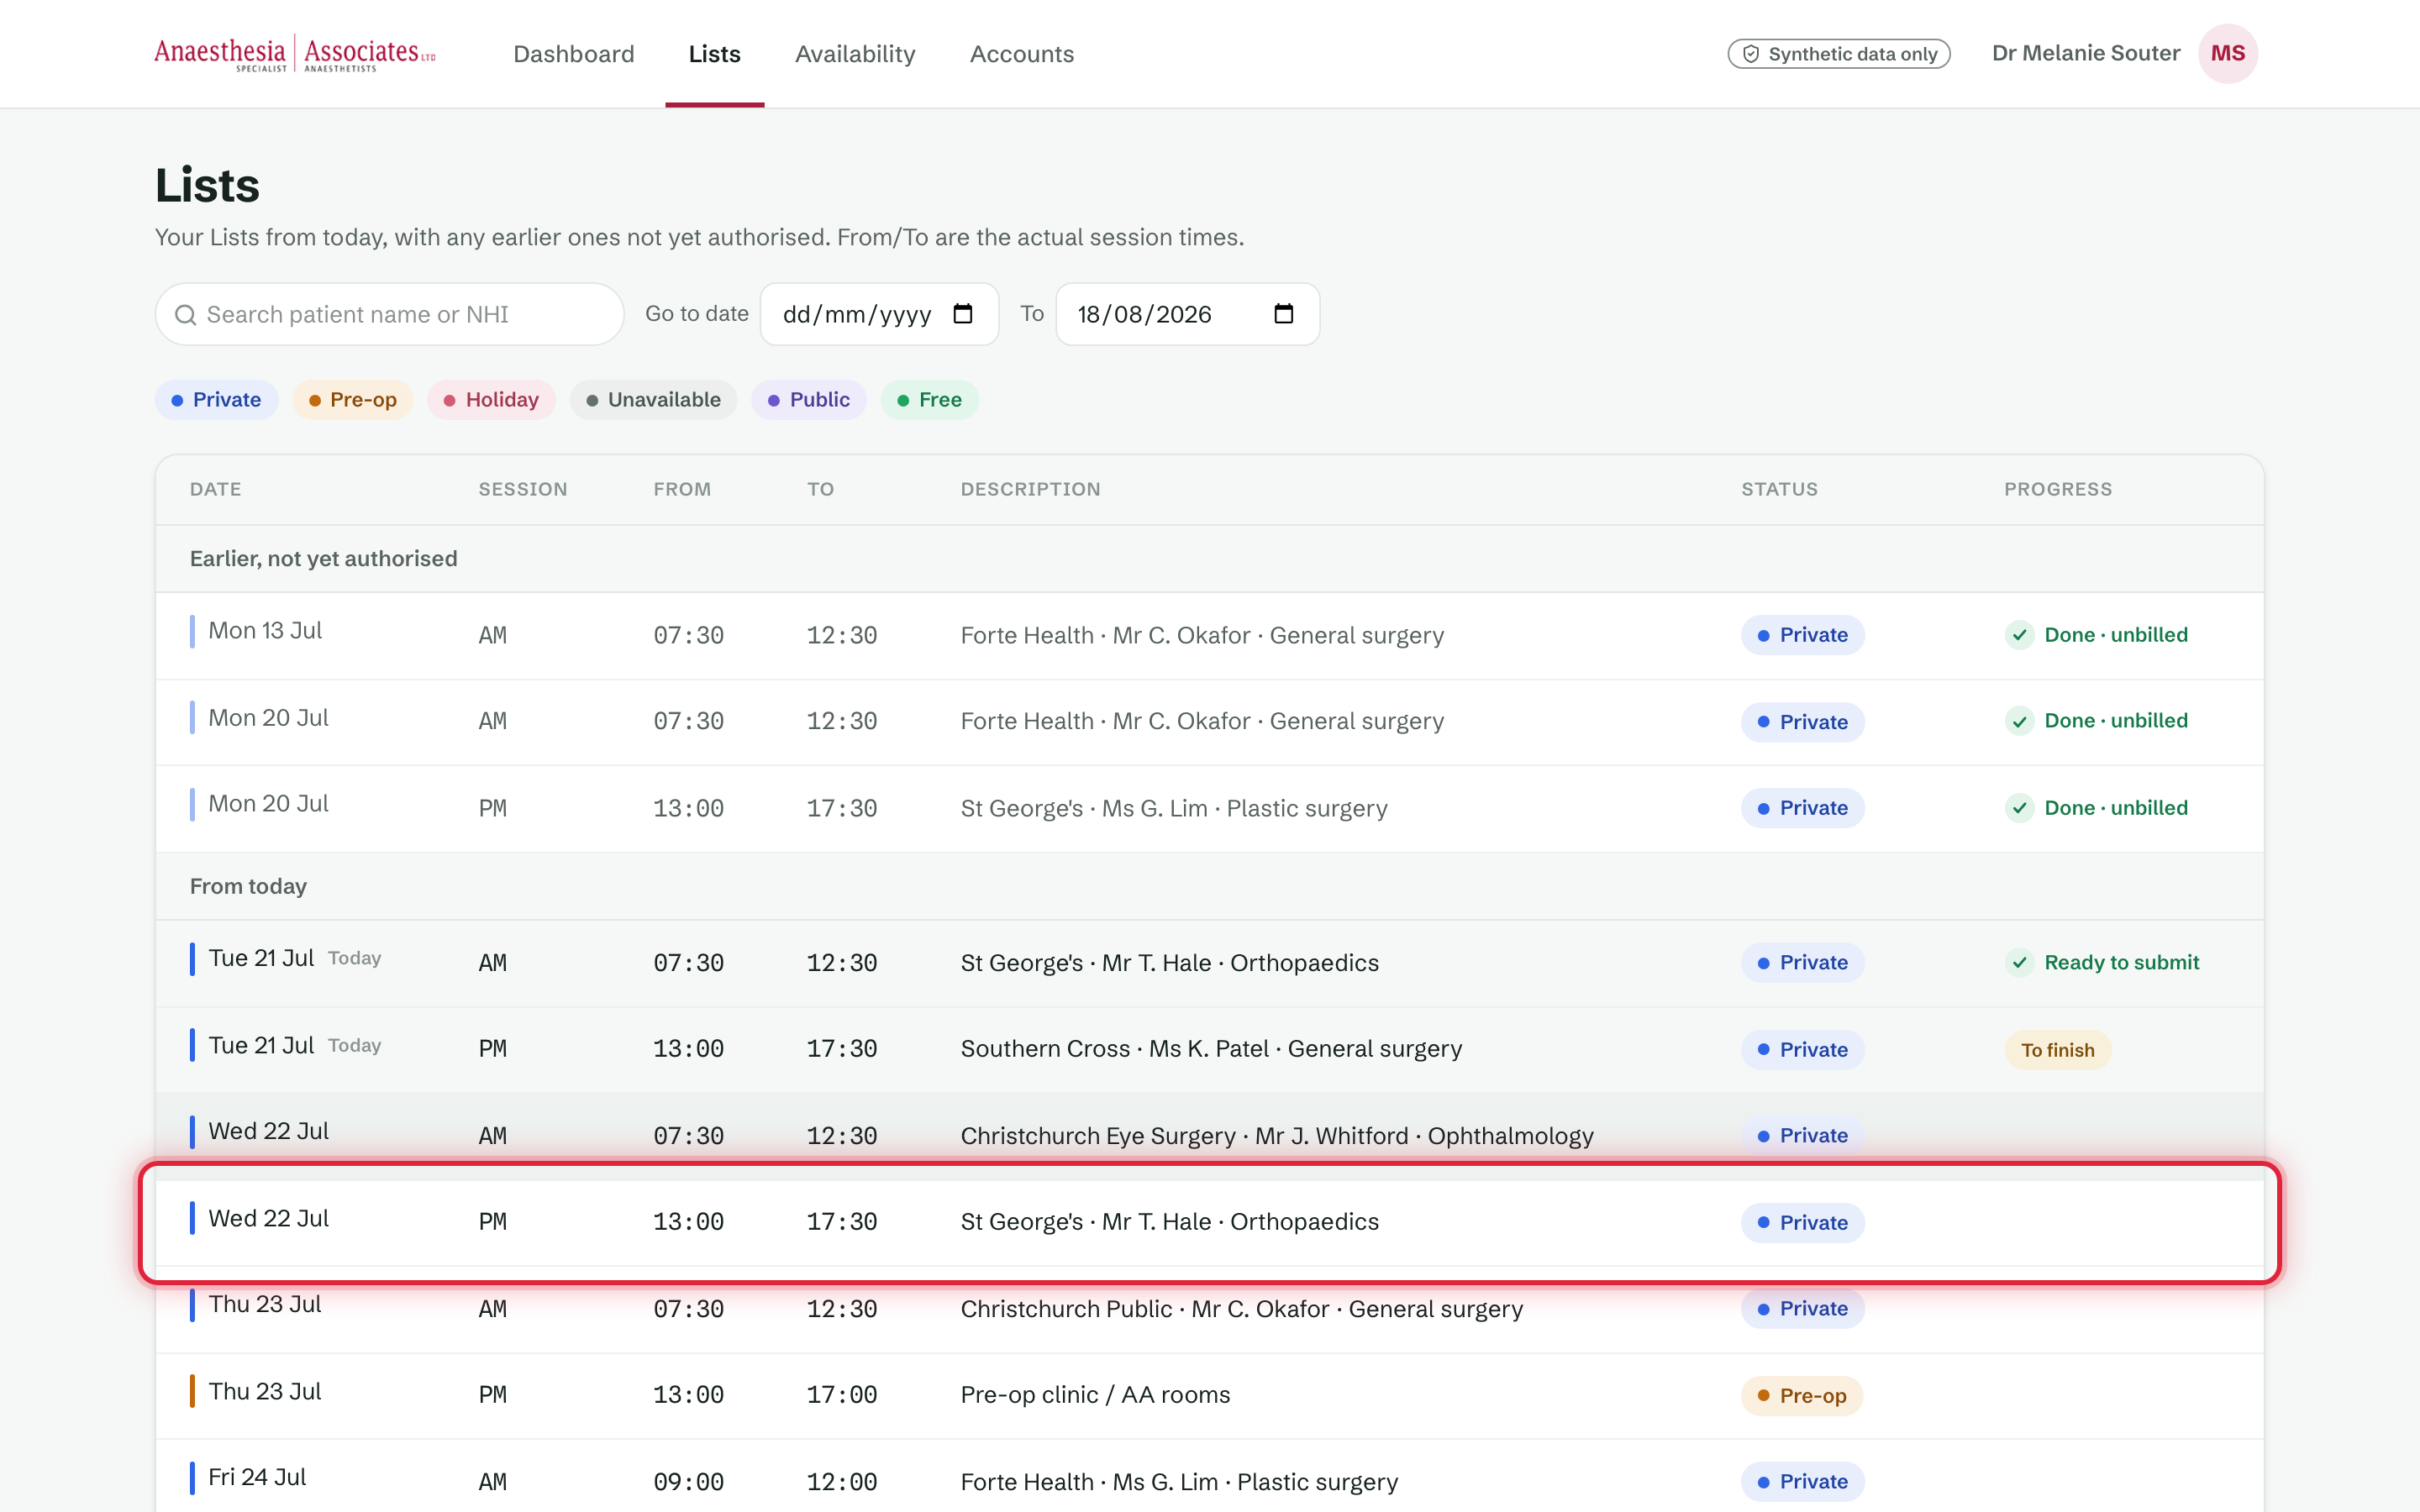 Anaesthesia | Associates LTD
SPECIALIST ANAESTHETISTS
Dashboard Lists Availability Accounts
Synthetic data only
Dr Melanie Souter MS
Lists
Your Lists from today, with any earlier ones not yet authorised. From/To are the actual session times.
Search patient name or NHI Go to date dd/mm/yyyy To 18/08/2026
Private Pre-op Holiday Unavailable Public Free
DATE SESSION FROM TO DESCRIPTION STATUS PROGRESS
Earlier, not yet authorised
Mon 13 Jul AM 07:30 12:30 Forte Health · Mr C. Okafor · General surgery Private Done · unbilled
Mon 20 Jul AM 07:30 12:30 Forte Health · Mr C. Okafor · General surgery Private Done · unbilled
Mon 20 Jul PM 13:00 17:30 St George's · Ms G. Lim · Plastic surgery Private Done · unbilled
From today
Tue 21 Jul Today AM 07:30 12:30 St George's · Mr T. Hale · Orthopaedics Private Ready to submit
Tue 21 Jul Today PM 13:00 17:30 Southern Cross · Ms K. Patel · General surgery Private To finish
Wed 22 Jul AM 07:30 12:30 Christchurch Eye Surgery · Mr J. Whitford · Ophthalmology Private
Wed 22 Jul PM 13:00 17:30 St George's · Mr T. Hale · Orthopaedics Private
Thu 23 Jul AM 07:30 12:30 Christchurch Public · Mr C. Okafor · General surgery Private
Thu 23 Jul PM 13:00 17:00 Pre-op clinic / AA rooms Pre-op
Fri 24 Jul AM 09:00 12:00 Forte Health · Ms G. Lim · Plastic surgery Private